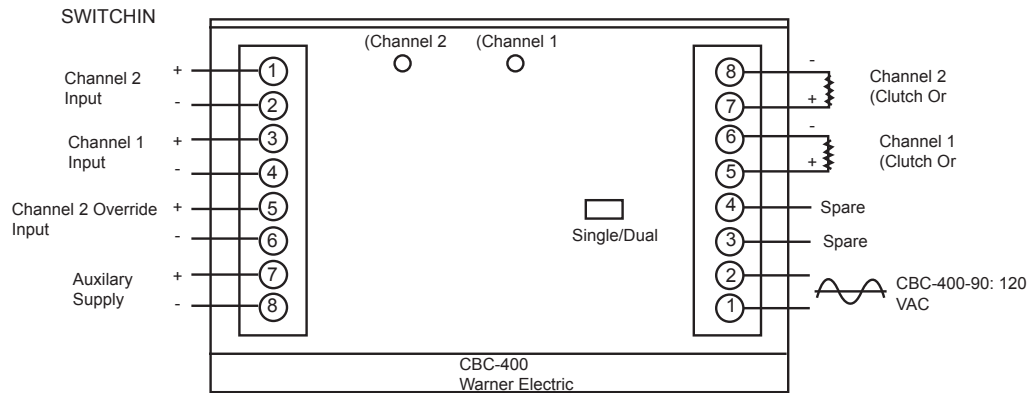 SWITCHIN
(Channel 2
(Channel 1
Channel 2
Input
+
-
1
2
Channel 1
Input
+
-
3
4
Channel 2 Override
Input
+
-
5
6
Auxilary
Supply
+
-
7
8
Single/Dual
8
7
-
+
Channel 2
(Clutch Or
6
5
-
+
Channel 1
(Clutch Or
4
Spare
3
Spare
2
1
CBC-400-90: 120
VAC
CBC-400
Warner Electric